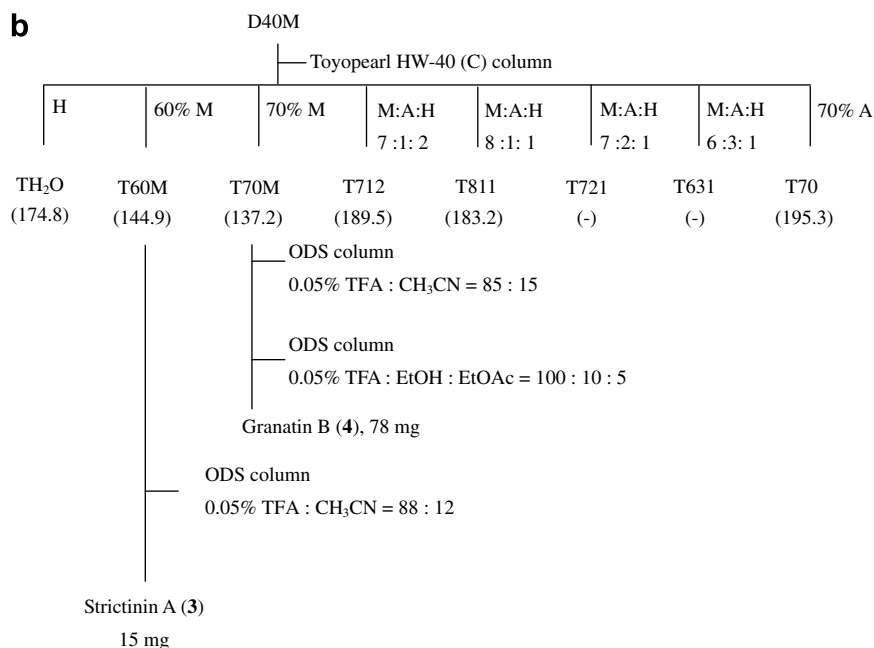 b
D40M
Toyopearl HW-40 (C) column
H
60% M
70% M
M:A:H
7 :1: 2
M:A:H
8 :1: 1
M:A:H
7 :2: 1
M:A:H
6 :3: 1
70% A
TH₂O
(174.8)
T60M
(144.9)
T70M
(137.2)
T712
(189.5)
T811
(183.2)
T721
(-)
T631
(-)
T70
(195.3)
ODS column
0.05% TFA : CH₃CN = 85 : 15
ODS column
0.05% TFA : EtOH : EtOAc = 100 : 10 : 5
Granatin B (4), 78 mg
ODS column
0.05% TFA : CH₃CN = 88 : 12
Strictinin A (3)
15 mg